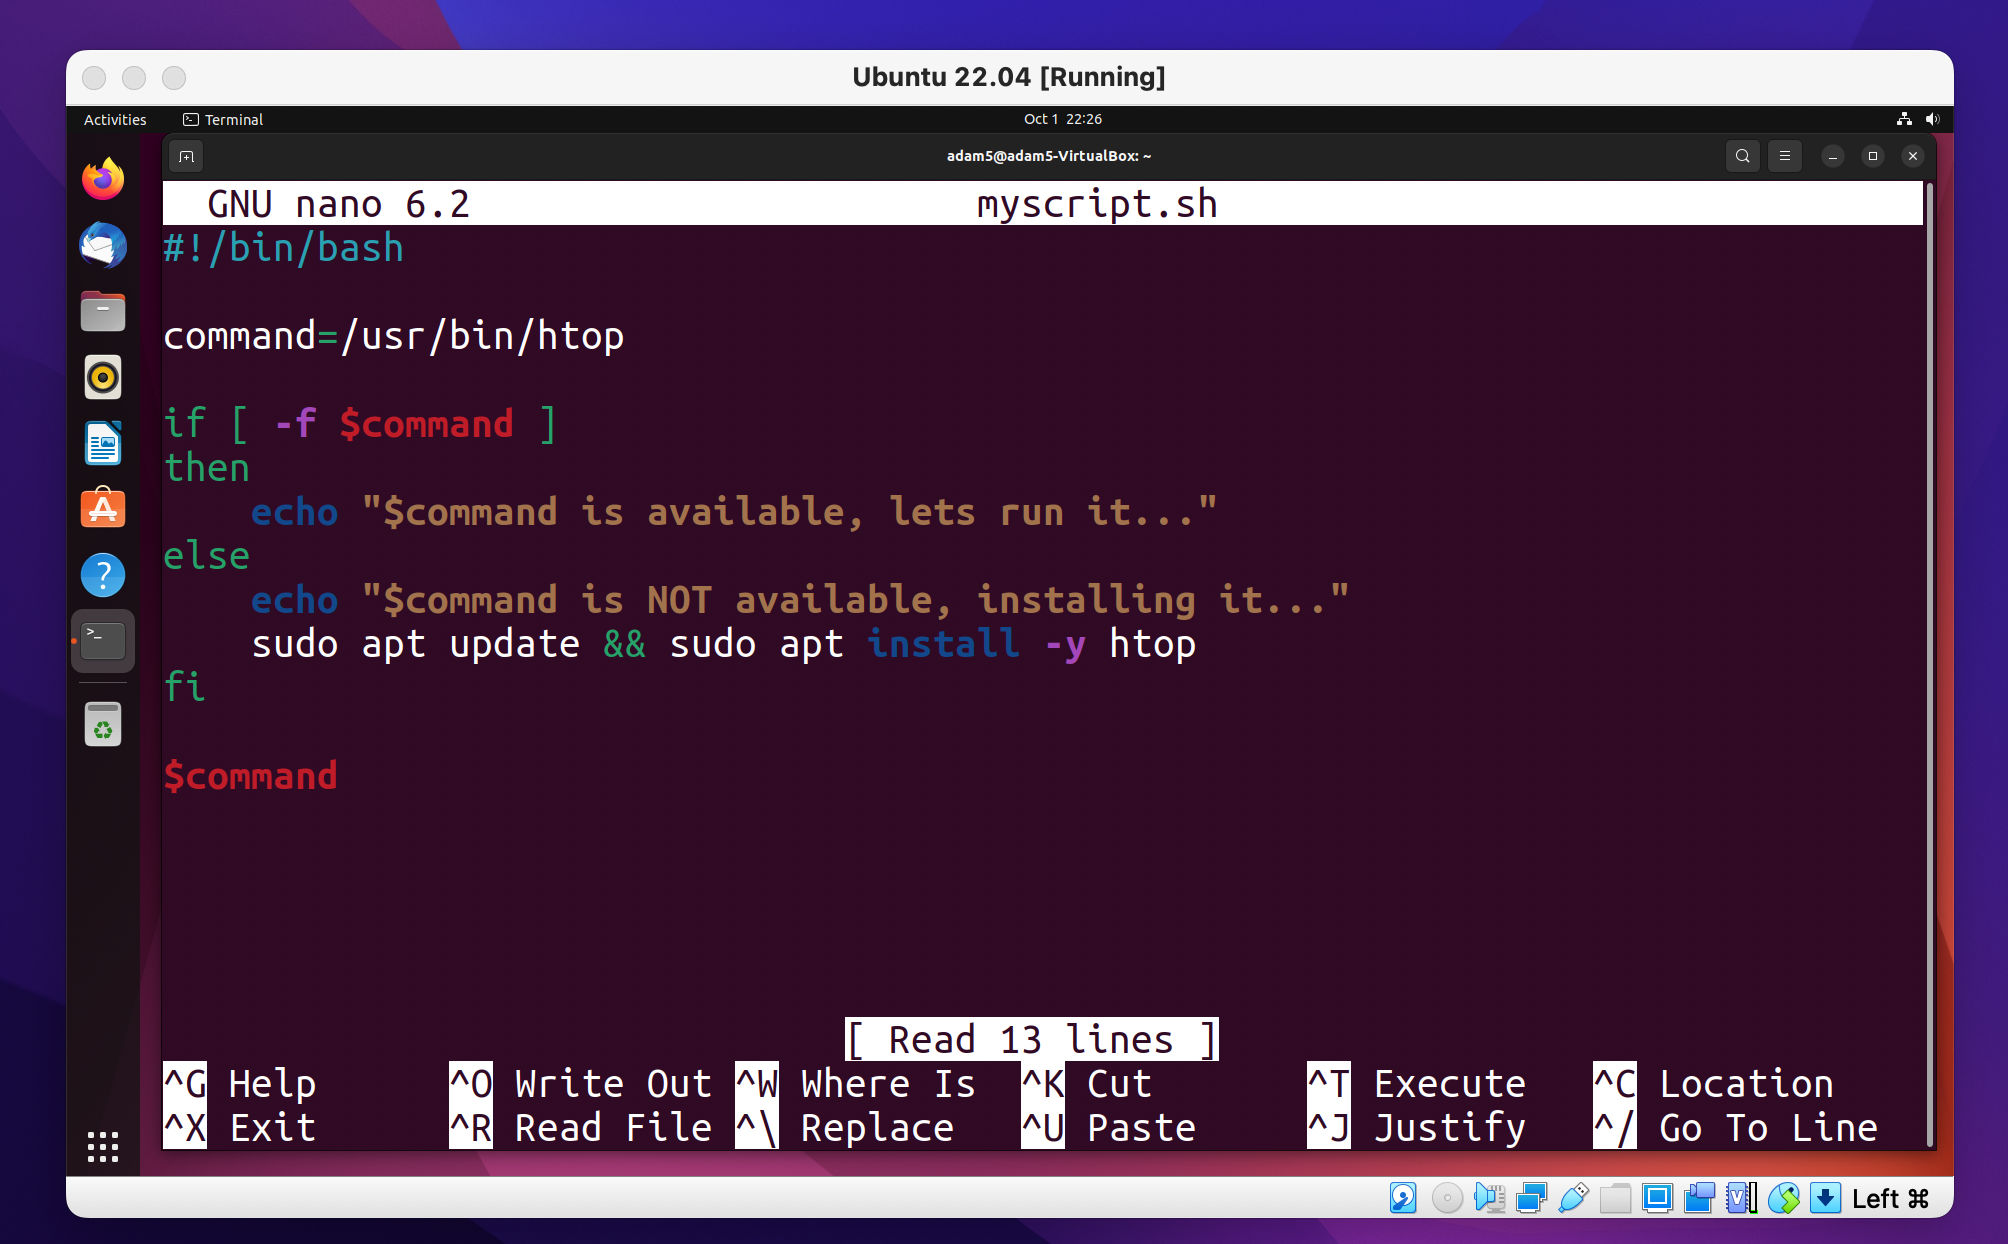 Ubuntu 22.04 [Running]
Activities Terminal Oct 1 22:26
adam5@adam5-VirtualBox: ~
GNU nano 6.2 myscript.sh
#!/bin/bash
command=/usr/bin/htop
if [ -f $command ]
then
echo "$command is available, lets run it..."
else
echo "$command is NOT available, installing it..."
sudo apt update && sudo apt install -y htop
fi
$command
[ Read 13 lines ]
^G Help ^O Write Out ^W Where Is ^K Cut ^T Execute ^C Location
^X Exit ^R Read File ^\ Replace ^U Paste ^J Justify ^/ Go To Line
Left ⌘